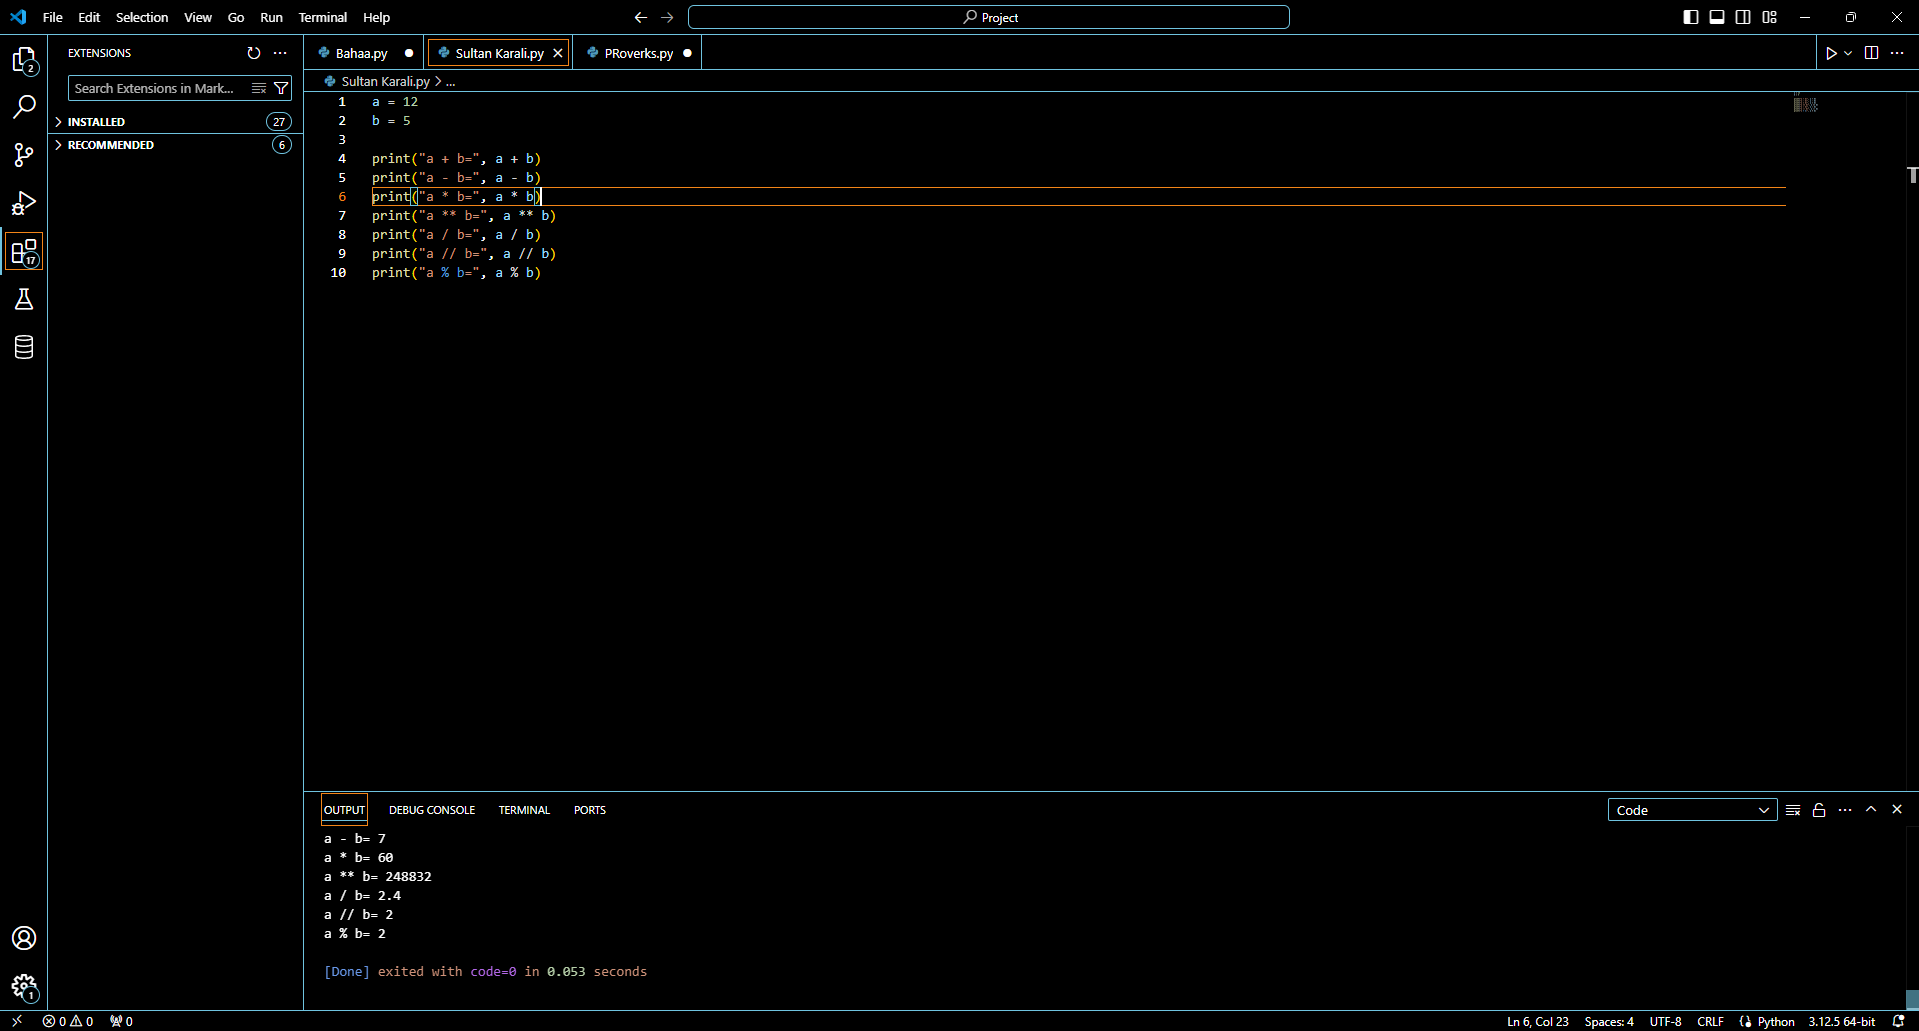 File Edit Selection View Go Run Terminal Help
Project
EXTENSIONS
Search Extensions in Mark...
INSTALLED 27
RECOMMENDED 6
2
17
1
Bahaa.py Sultan Karali.py PRoverks.py
Sultan Karali.py > ...
1 a = 12
2 b = 5
3
4 print("a + b=", a + b)
5 print("a - b=", a - b)
6 print("a * b=", a * b)
7 print("a ** b=", a ** b)
8 print("a / b=", a / b)
9 print("a // b=", a // b)
10 print("a % b=", a % b)
OUTPUT DEBUG CONSOLE TERMINAL PORTS Code
a - b= 7
a * b= 60
a ** b= 248832
a / b= 2.4
a // b= 2
a % b= 2
[Done] exited with code=0 in 0.053 seconds
0 0 0 Ln 6, Col 23 Spaces: 4 UTF-8 CRLF Python 3.12.5 64-bit